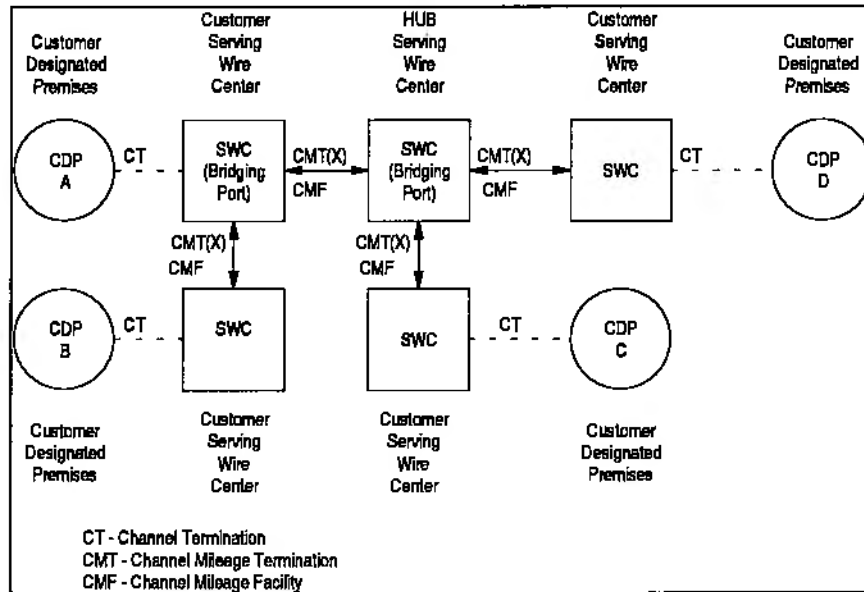 Customer
Designated
Premises
Customer
Serving
Wire
Center
HUB
Serving
Wire
Center
Customer
Serving
Wire
Center
Customer
Designated
Premises
CDP
A
CT
SWC
(Bridging
Port)
CMT(X)
CMF
SWC
(Bridging
Port)
CMT(X)
CMF
SWC
CT
CDP
D
CMT(X)
CMF
CMT(X)
CMF
CDP
B
CT
SWC
SWC
CT
CDP
C
Customer
Designated
Premises
Customer
Serving
Wire
Center
Customer
Serving
Wire
Center
Customer
Designated
Premises
CT - Channel Termination
CMT - Channel Mileage Termination
CMF - Channel Mileage Facility